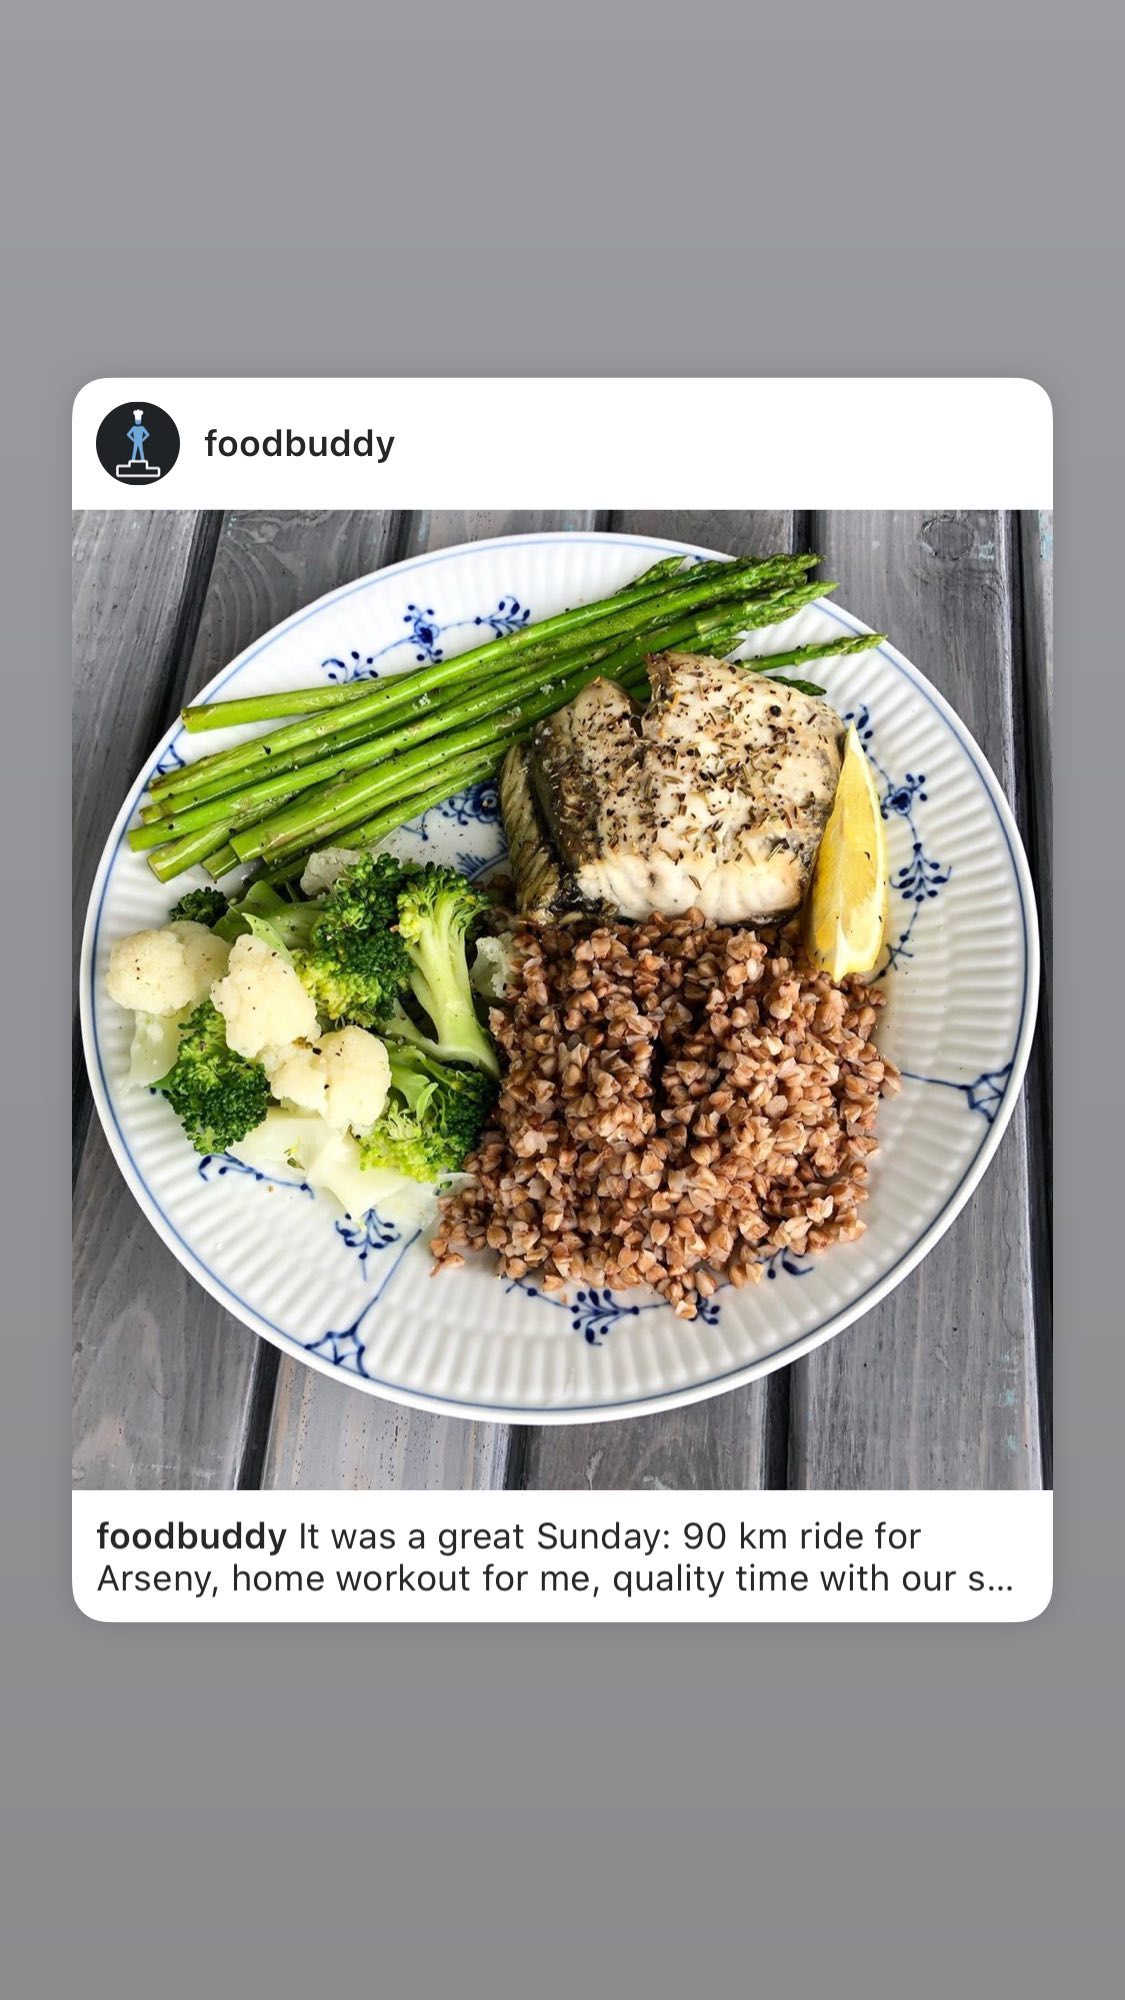 foodbuddy
foodbuddy It was a great Sunday: 90 km ride for
Arseny, home workout for me, quality time with our s...